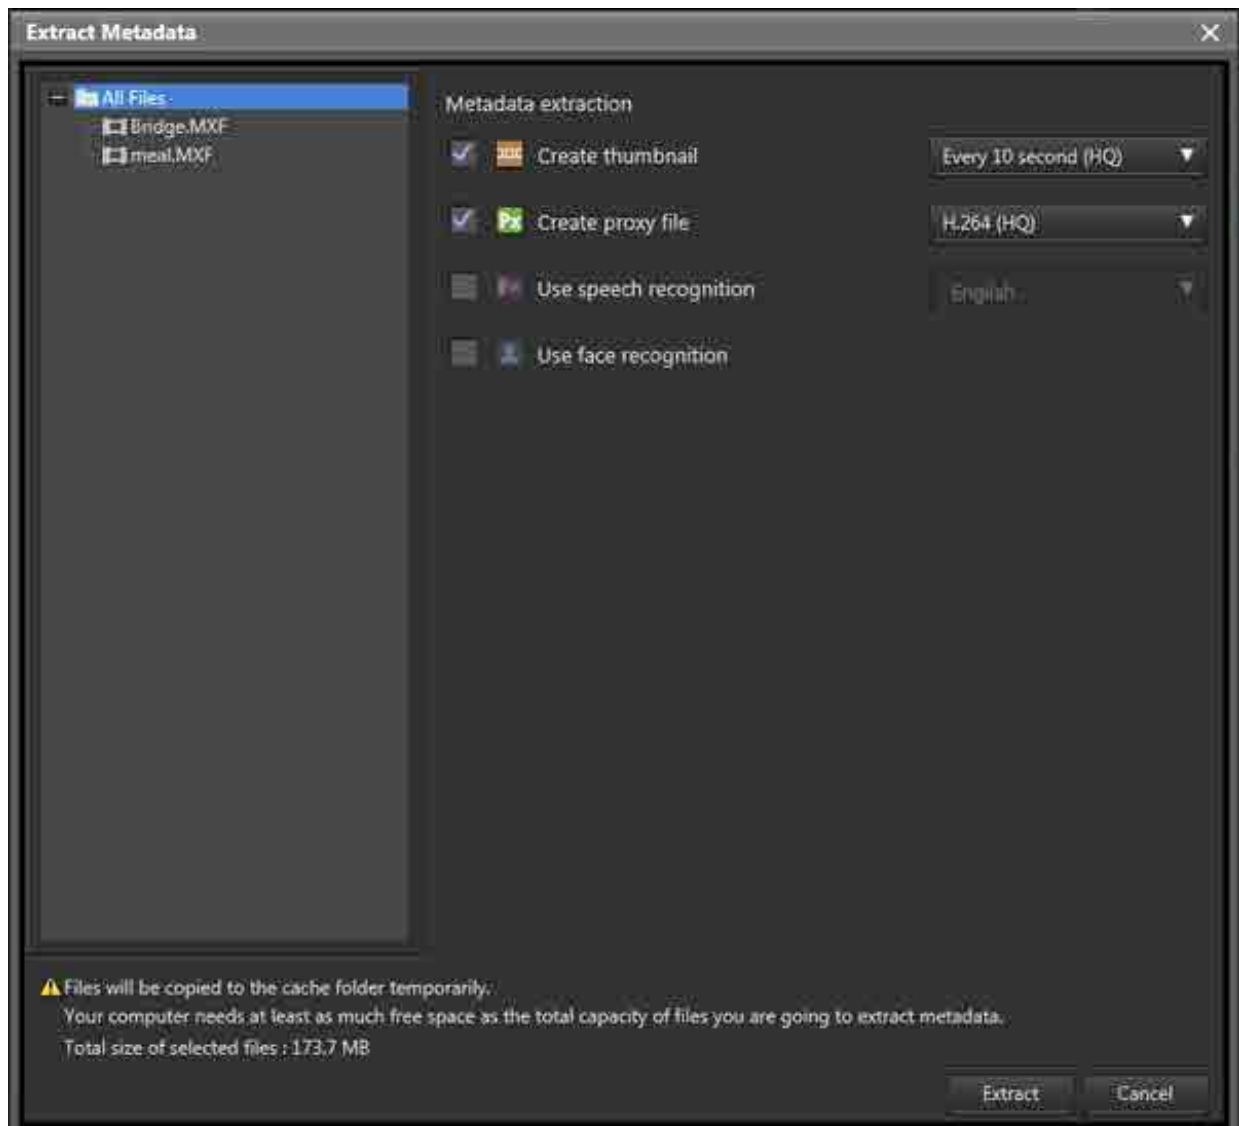 Extract Metadata
All Files
Bridge.MXF
meal.MXF
Metadata extraction
Create thumbnail
Every 10 second (HQ)
Px
Create proxy file
H.264 (HQ)
Use speech recognition
English
Use face recognition
Files will be copied to the cache folder temporarily.
Your computer needs at least as much free space as the total capacity of files you are going to extract metadata.
Total size of selected files : 173.7 MB
Extract
Cancel